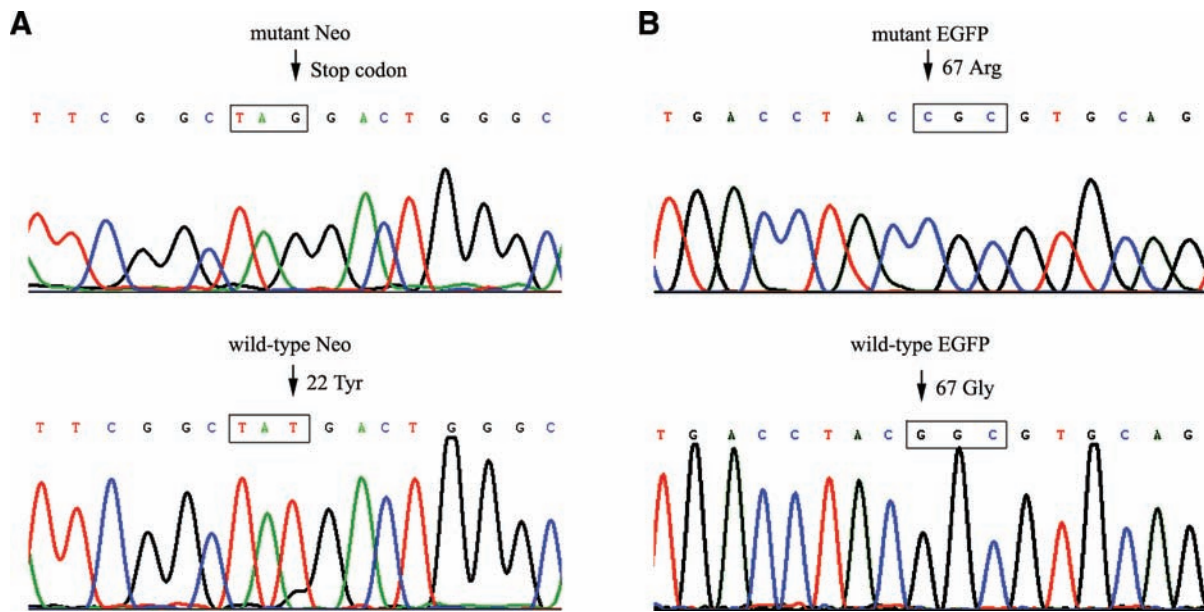 A
mutant Neo
Stop codon
T T C G G C T A G G A C T G G G C
wild-type Neo
22 Tyr
T T C G G C T A T G A C T G G G C
B
mutant EGFP
67 Arg
T G A C C T A C C G C G T G C A G
wild-type EGFP
67 Gly
T G A C C T A C G G C G T G C A G